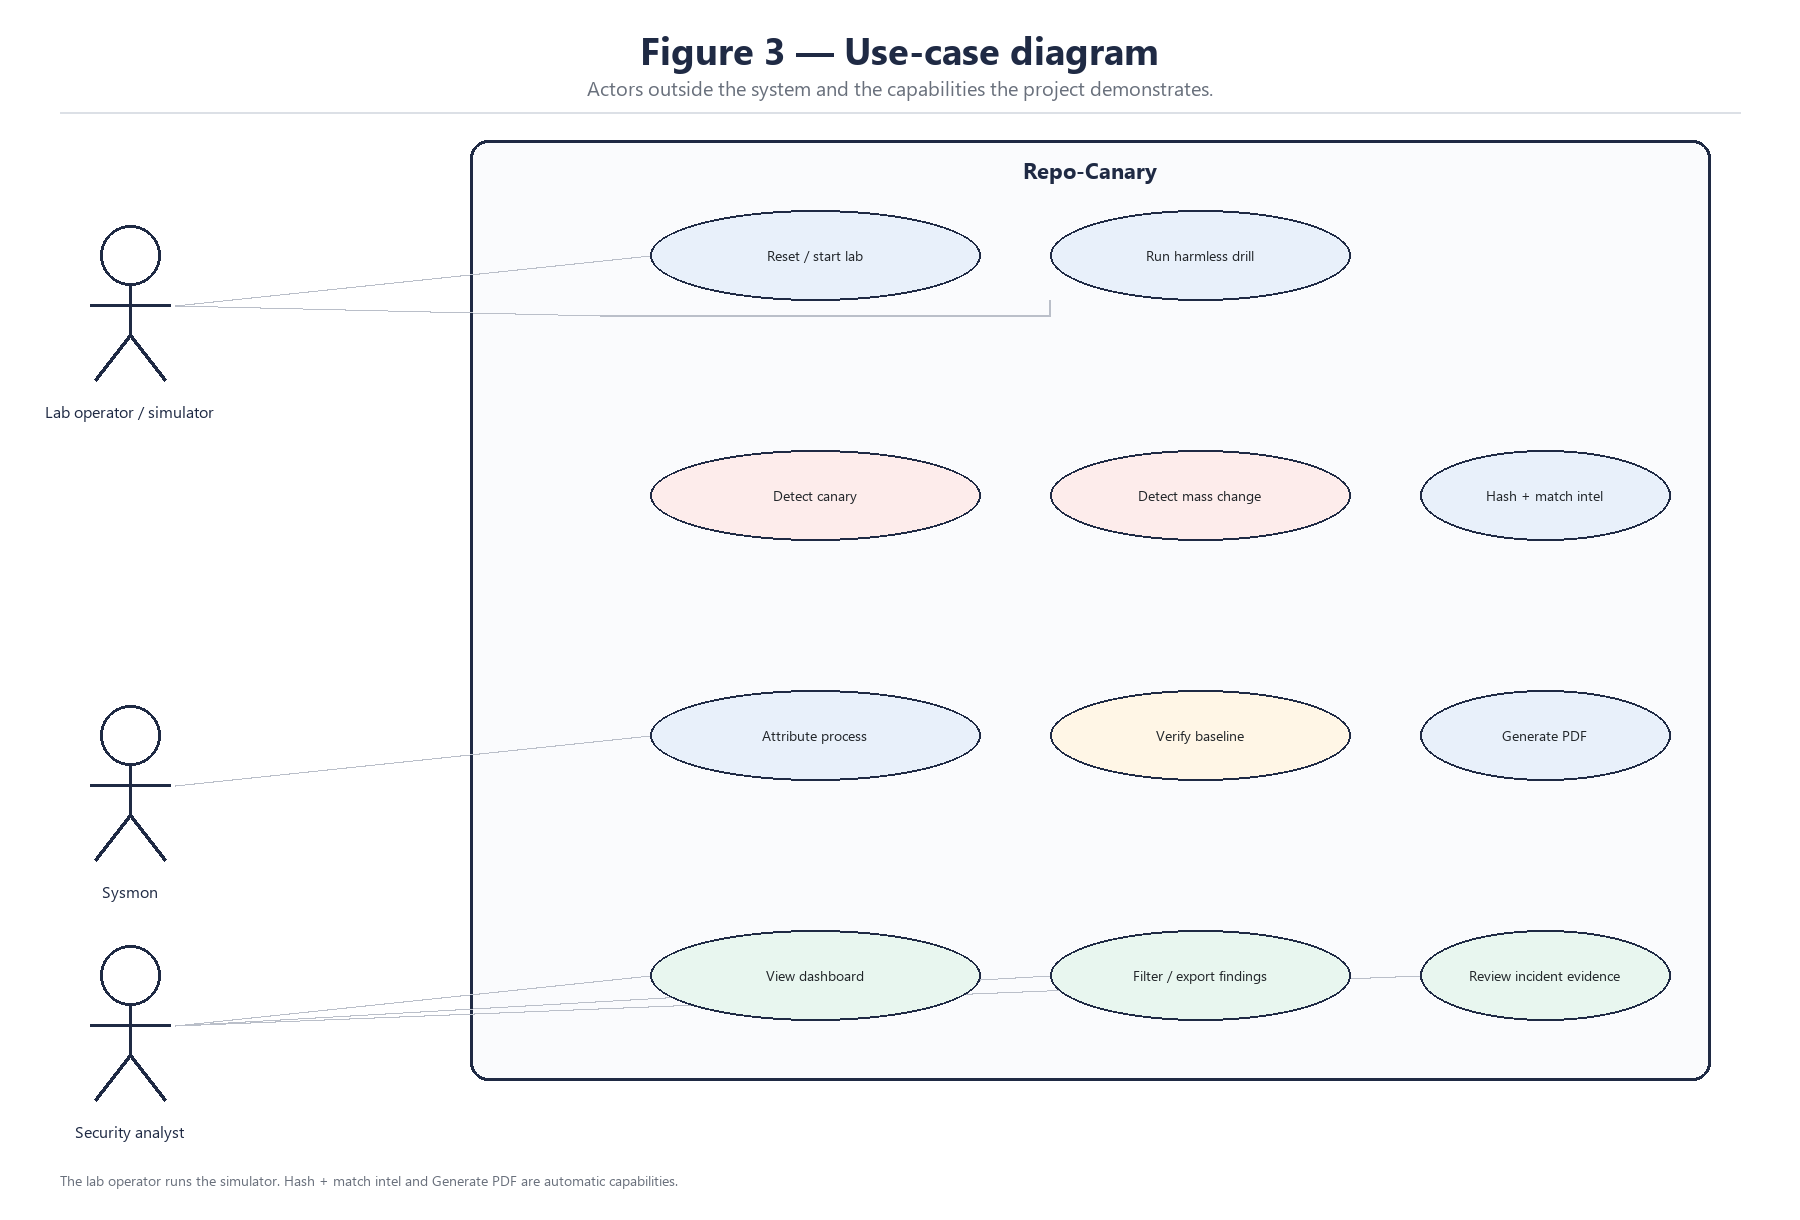 Figure 3 — Use-case diagram
Actors outside the system and the capabilities the project demonstrates.
Repo-Canary
Reset / start lab
Run harmless drill
Lab operator / simulator
Detect canary
Detect mass change
Hash + match intel
Attribute process
Verify baseline
Generate PDF
Sysmon
View dashboard
Filter / export findings
Review incident evidence
Security analyst
The lab operator runs the simulator. Hash + match intel and Generate PDF are automatic capabilities.